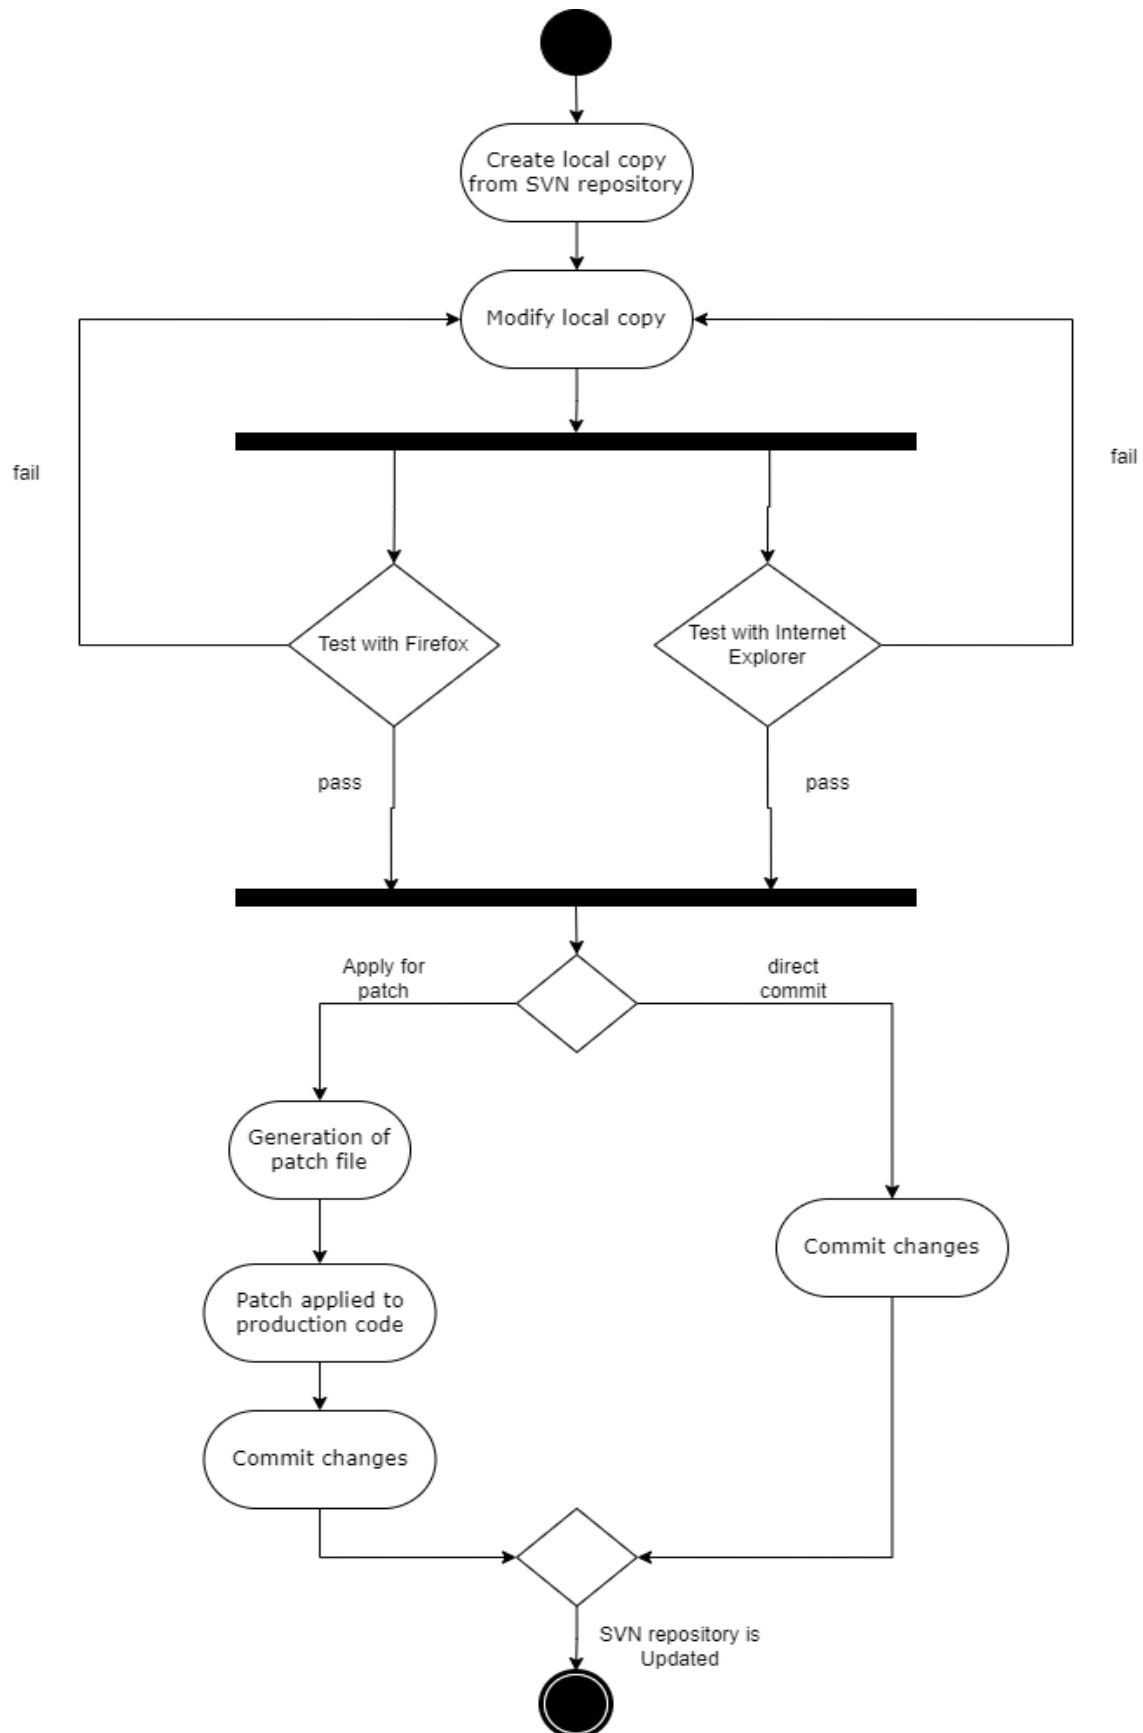 Create local copy
from SVN repository
Modify local copy
fail
fail
Test with Firefox
Test with Internet
Explorer
pass
pass
Apply for
patch
direct
commit
Generation of
patch file
Commit changes
Patch applied to
production code
Commit changes
SVN repository is
Updated